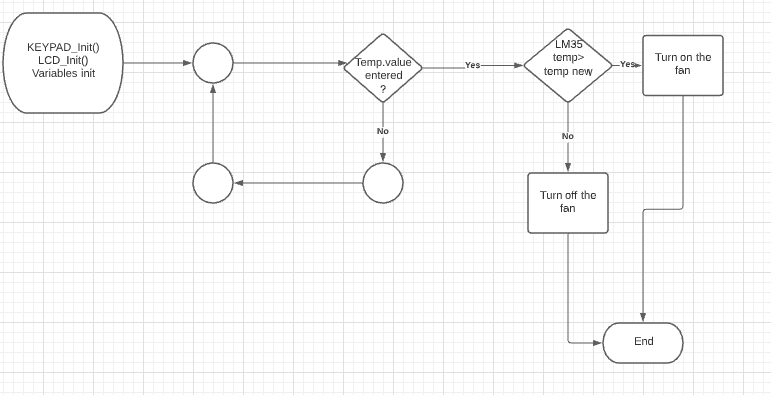 KEYPAD_Init()
LCD_Init()
Variables init
Temp.value
entered
?
Yes
No
LM35
temp>
temp new
Yes
No
Turn on the
fan
Turn off the
fan
End